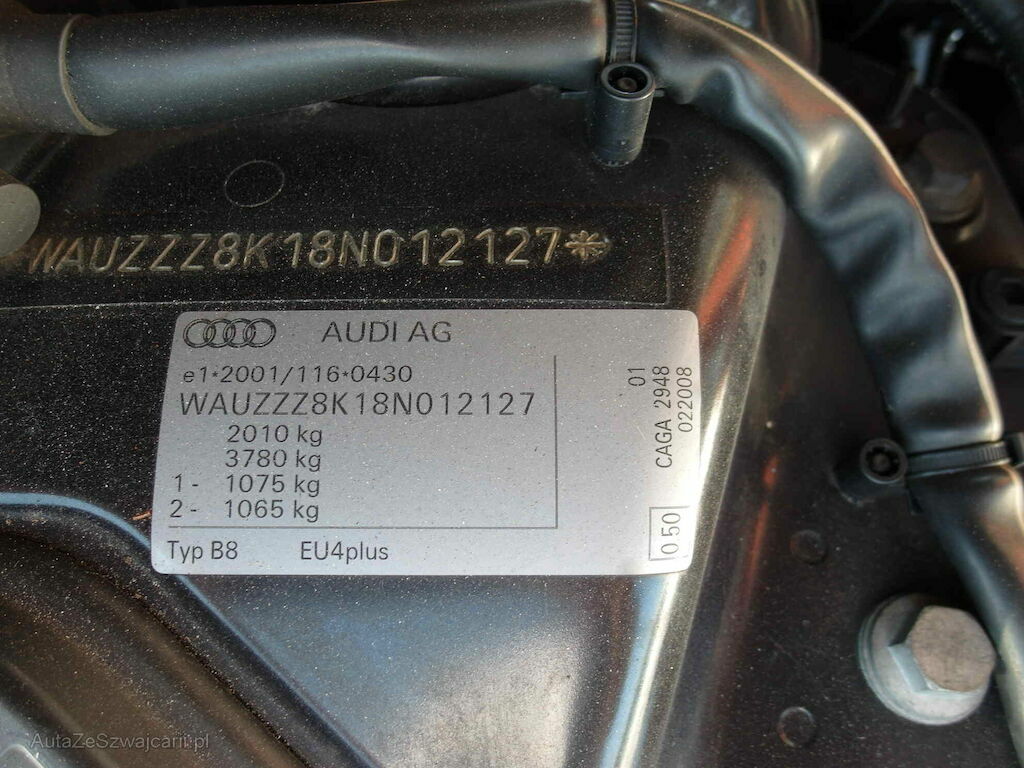 WAUZZZ8K18N012127*
AUDI AG
e1*2001/116*0430
WAUZZZ8K18N012127
2010 kg
3780 kg
1- 1075 kg
2- 1065 kg
Typ B8 EU4plus
01
CAGA 2948
022008
0 50
AutaZeSzwajcarii.pl